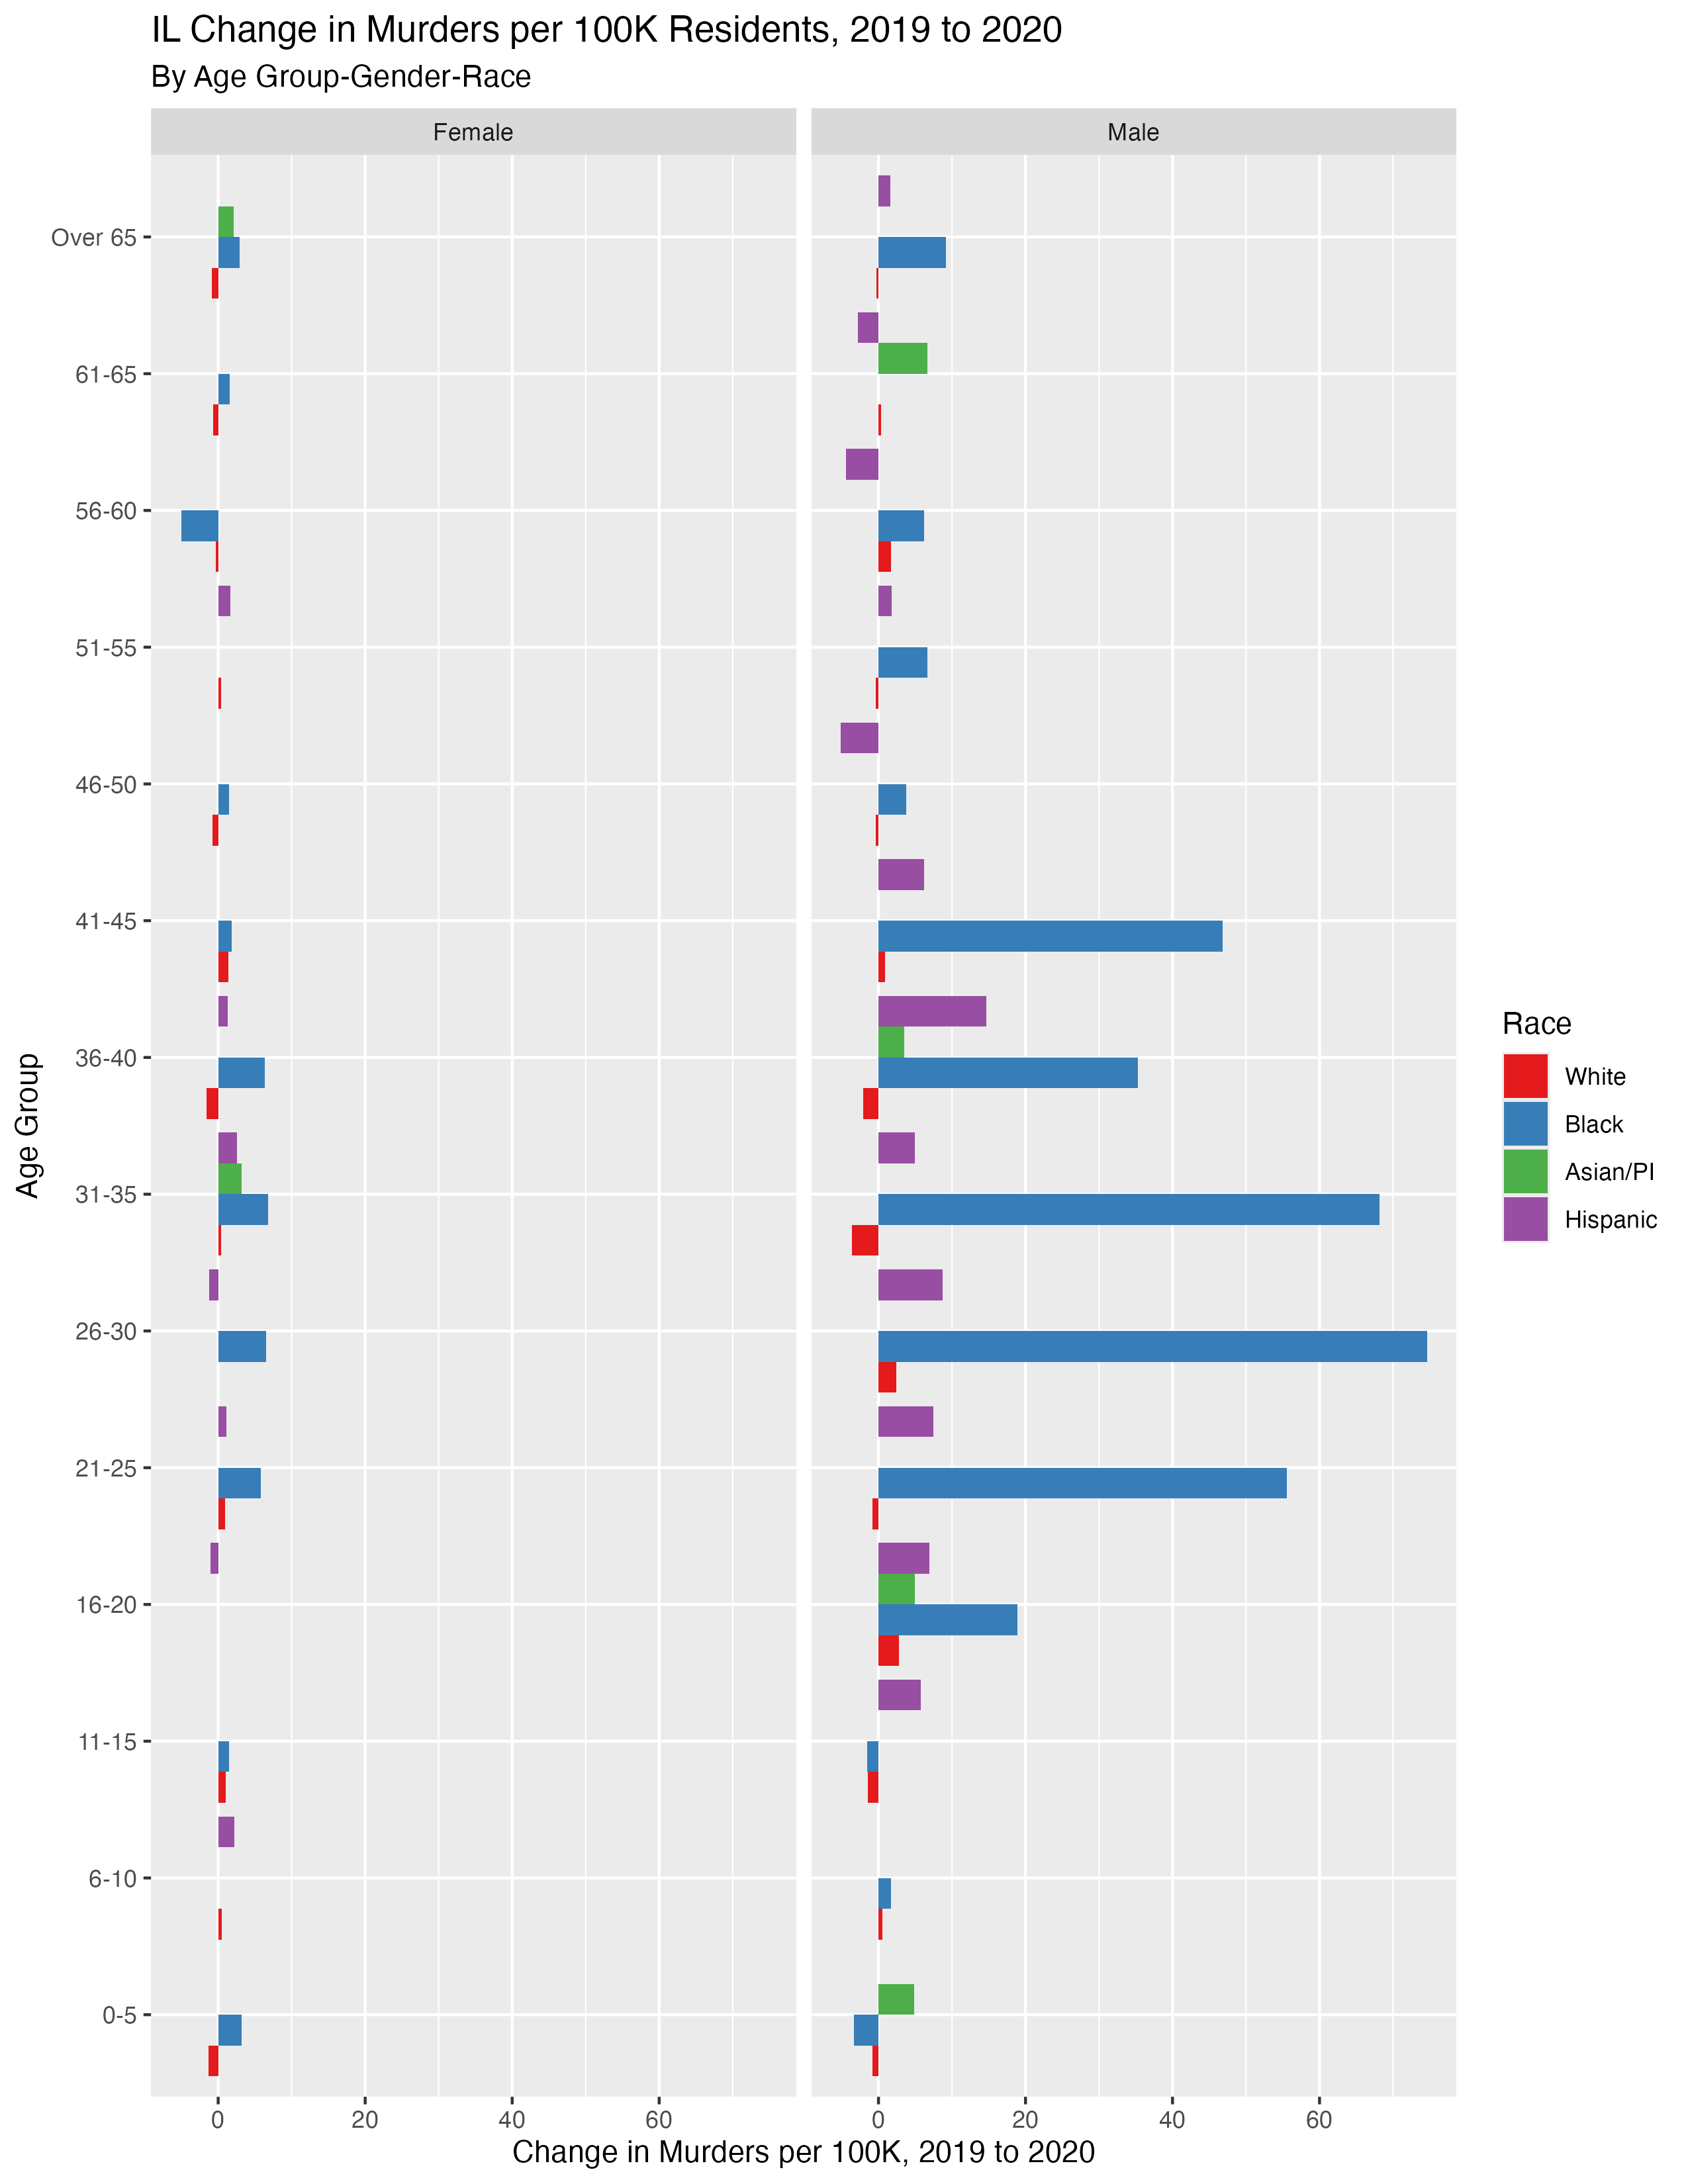 IL Change in Murders per 100K Residents, 2019 to 2020
By Age Group-Gender-Race
Female
Male
Age Group
Over 65
61-65
56-60
51-55
46-50
41-45
36-40
31-35
26-30
21-25
16-20
11-15
6-10
0-5
0 20 40 60
0 20 40 60
Change in Murders per 100K, 2019 to 2020
Race
White
Black
Asian/PI
Hispanic